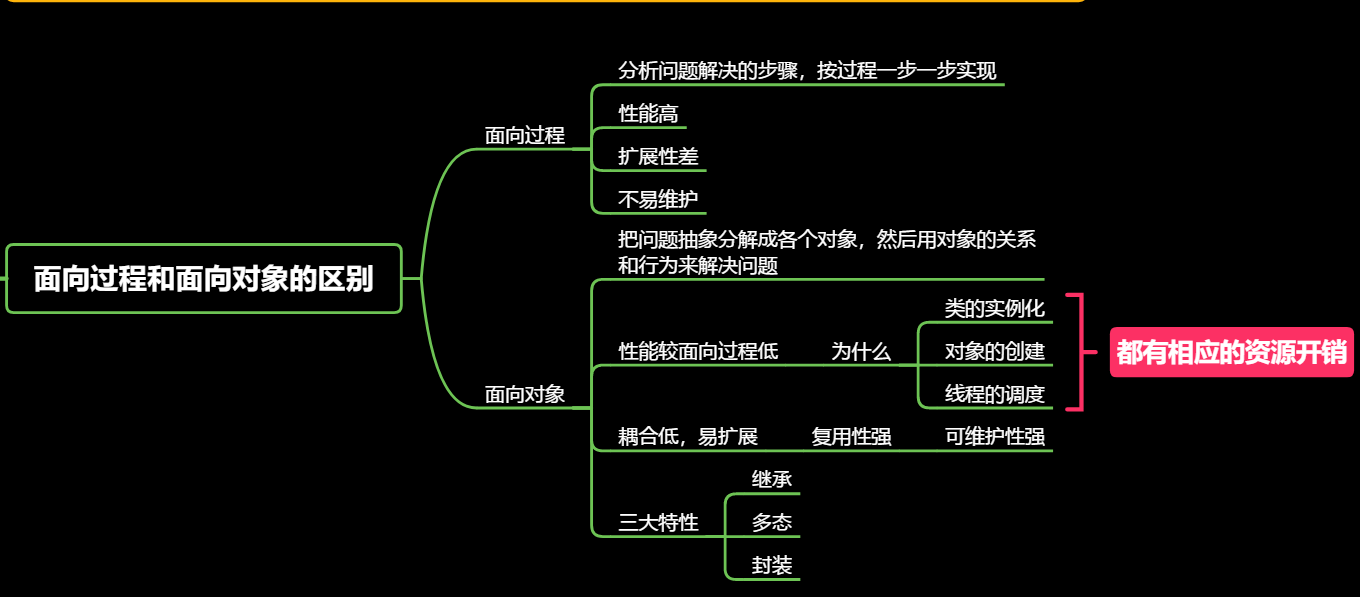 面向过程和面向对象的区别
面向过程
分析问题解决的步骤，按过程一步一步实现
性能高
扩展性差
不易维护
面向对象
把问题抽象分解成各个对象，然后用对象的关系
和行为来解决问题
性能较面向过程低
为什么
类的实例化
对象的创建
线程的调度
都有相应的资源开销
耦合低，易扩展
复用性强
可维护性强
三大特性
继承
多态
封装